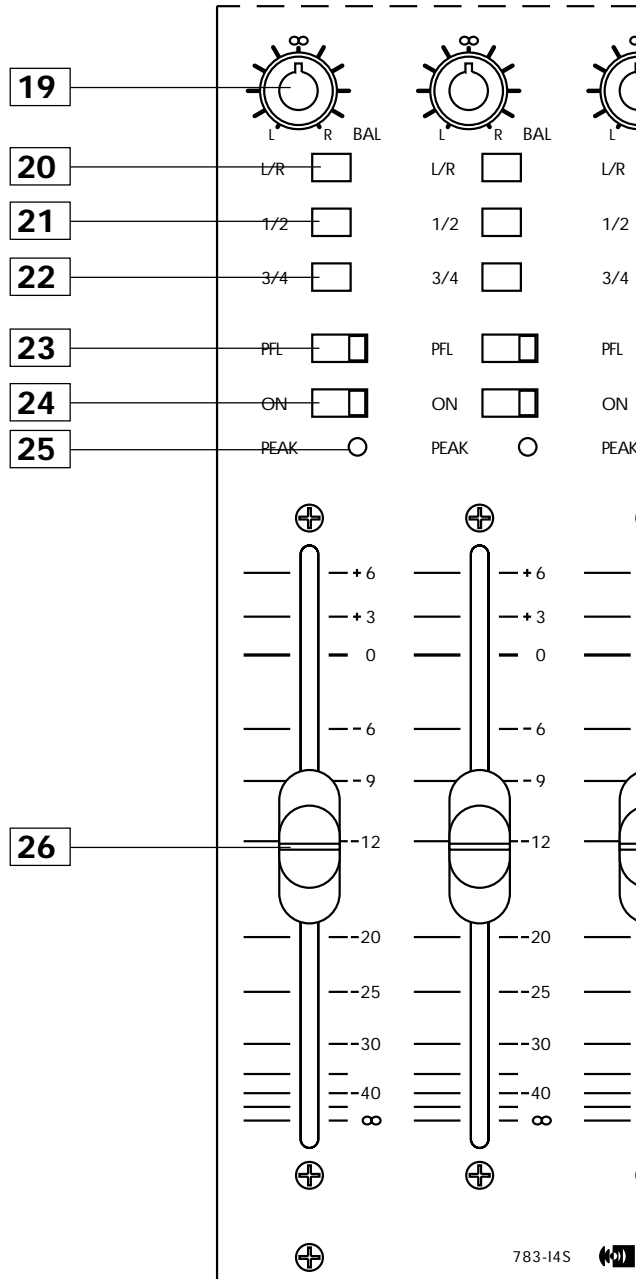 ∞ ∞
19
L R BAL L R BAL L
20 L/R L/R L/R
21 1/2 1/2 1/2
22 3/4 3/4 3/4
23 PFL PFL PFL
24 ON ON ON
25 PEAK PEAK PEAK
+6 +6
+3 +3
0 0
-6 -6
-9 -9
26 -12 -12
-20 -20
-25 -25
-30 -30
-40 -40
∞ ∞
783-I4S